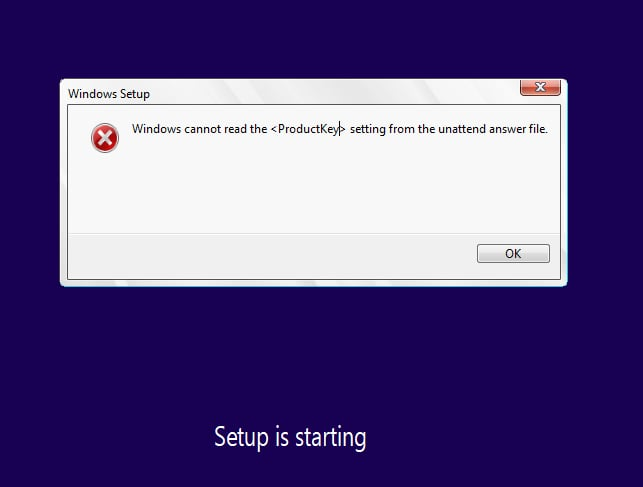 Windows Setup
Windows cannot read the <ProductKey> setting from the unattend answer file.
OK
Setup is starting